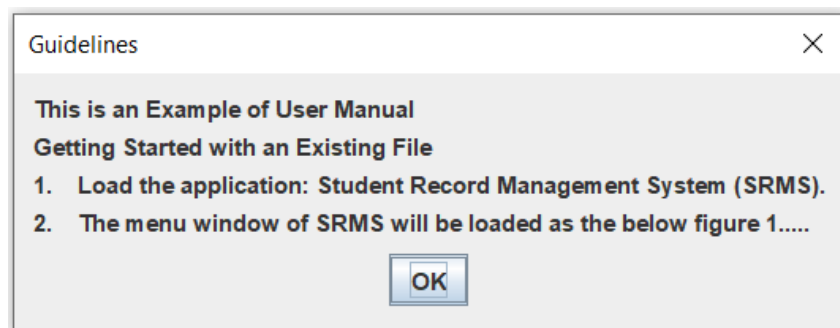 Guidelines
This is an Example of User Manual
Getting Started with an Existing File
1. Load the application: Student Record Management System (SRMS).
2. The menu window of SRMS will be loaded as the below figure 1.....
OK